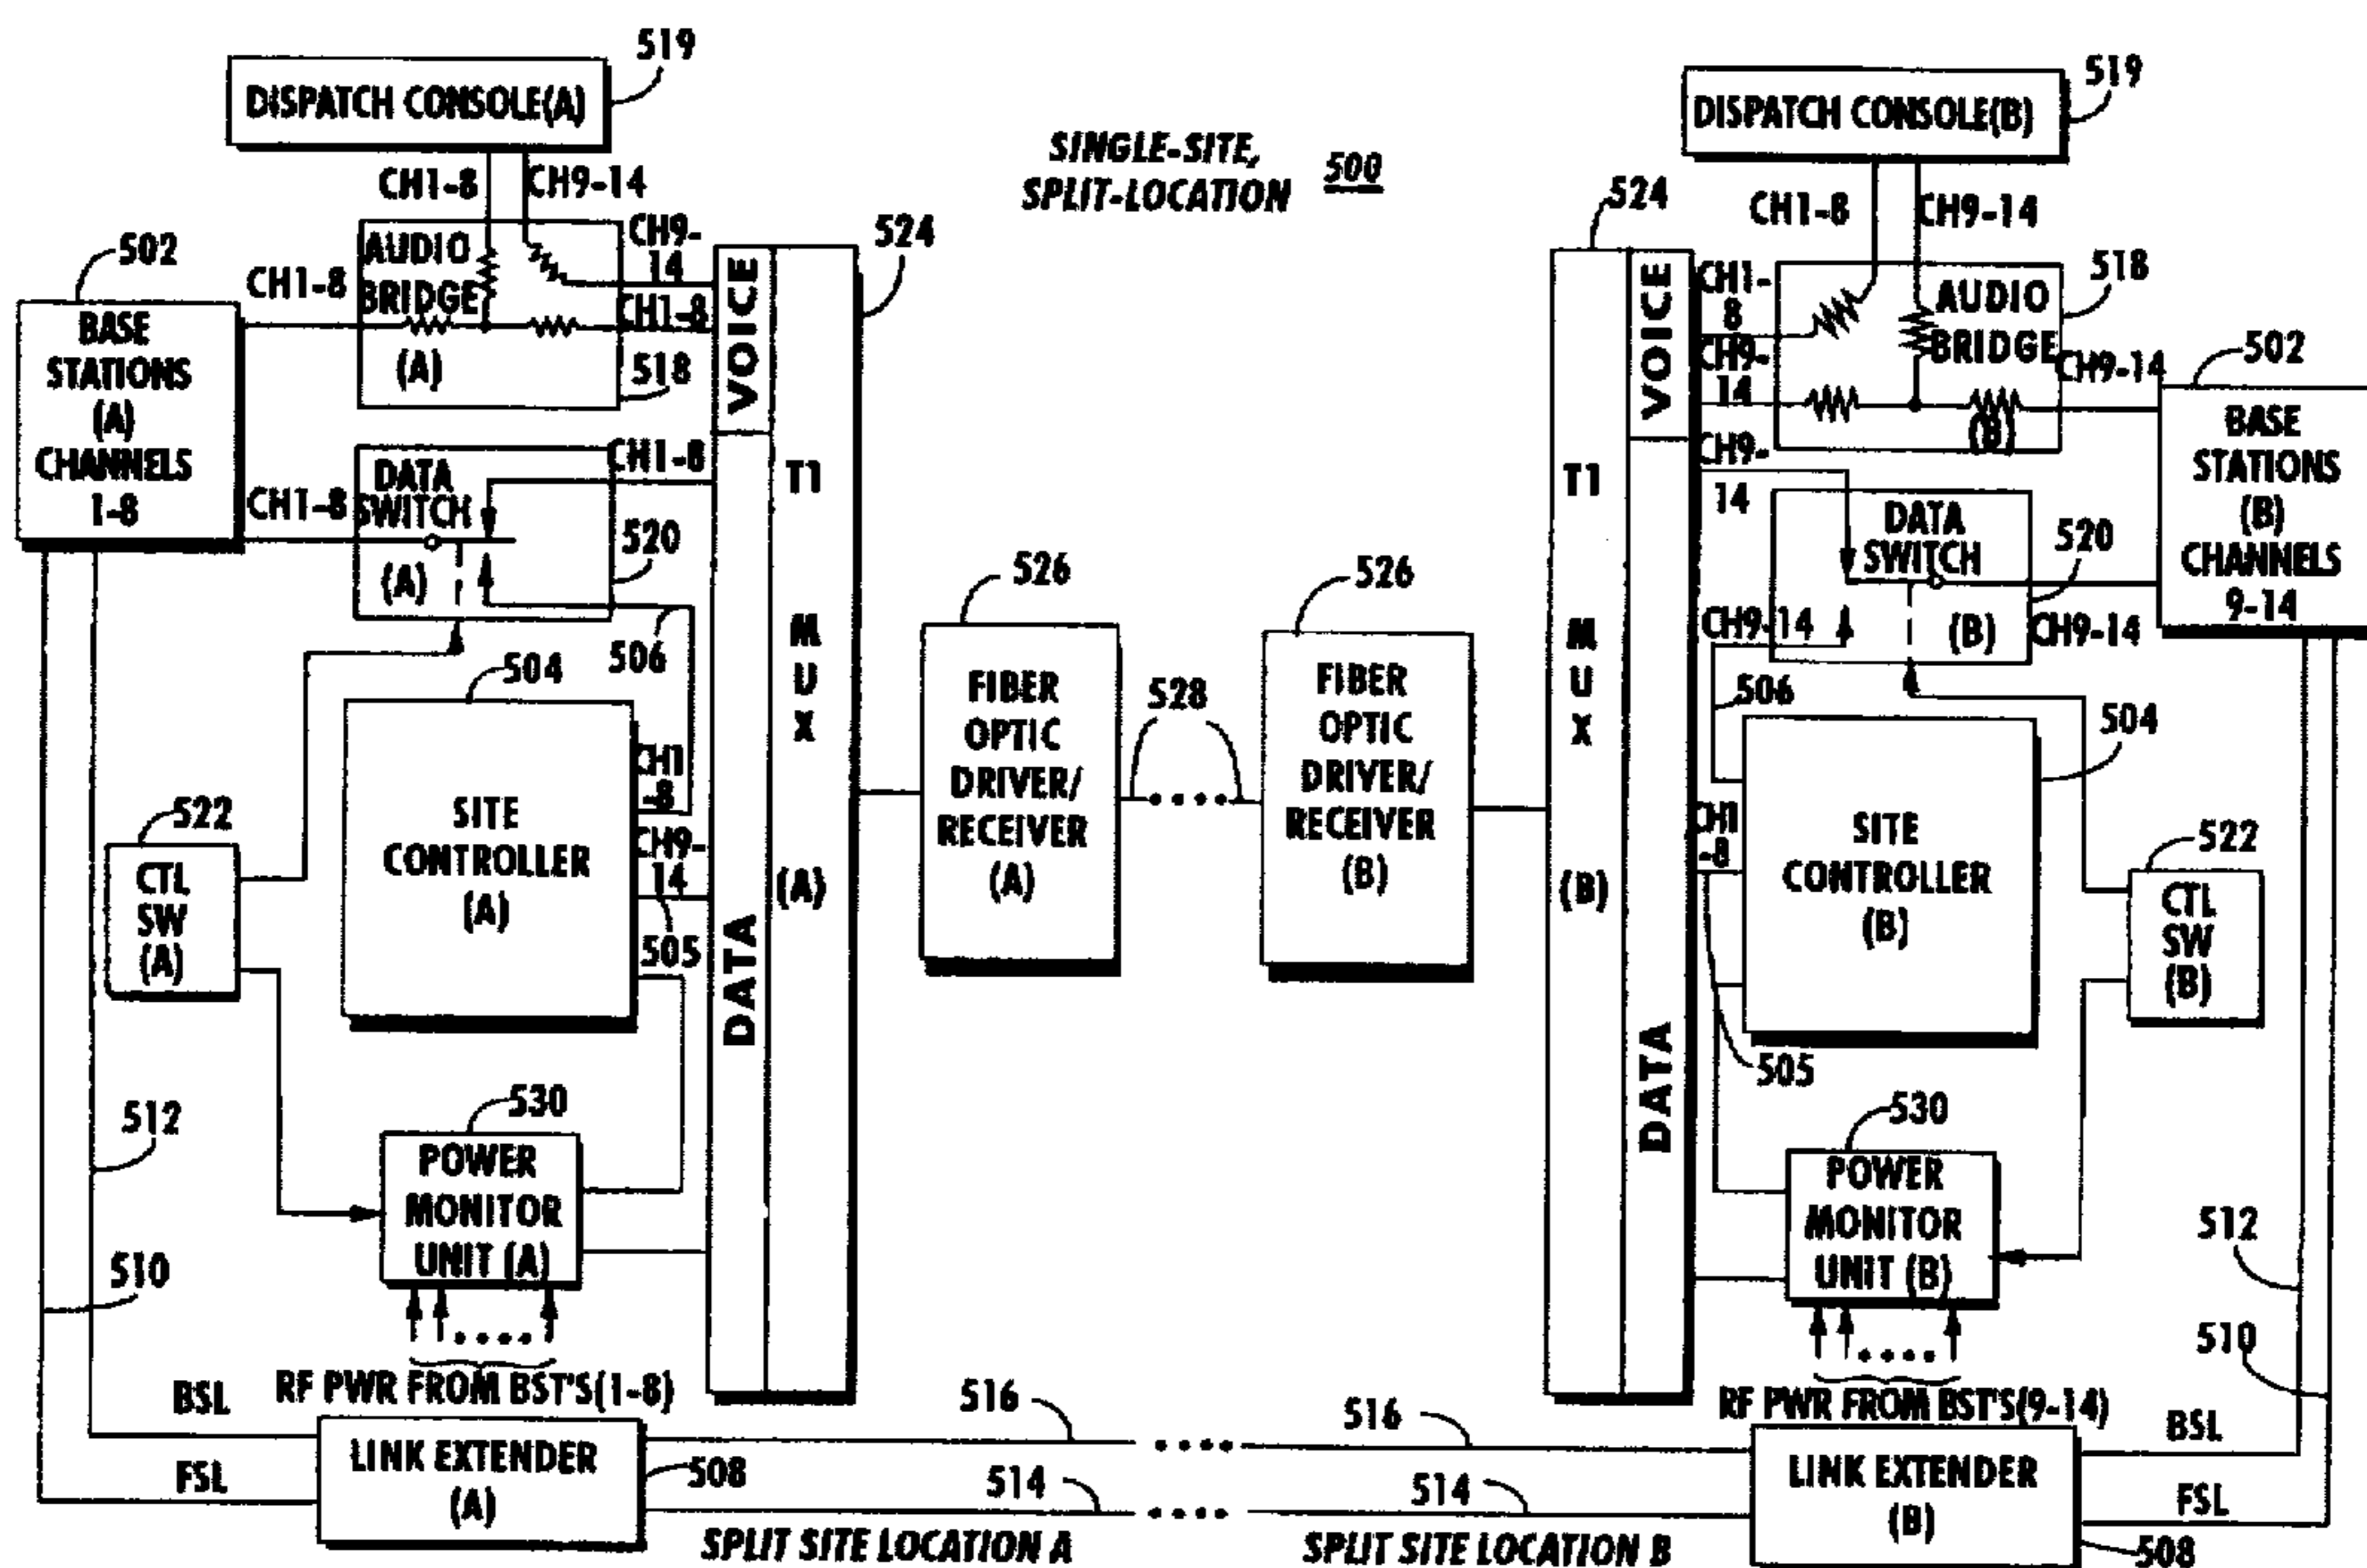 519
DISPATCH CONSOLE(A)
CH1-8
CH9-14
502
CH1-8
AUDIO
BRIDGE
(A)
CH9-
14
CH1-8
518
524
BASE
STATIONS
(A)
CHANNELS
1-8
CH1-8
DATA
SWITCH
(A)
CH1-8
520
506
504
SITE
CONTROLLER
(A)
CH1
-8
CH9-
14
505
522
CTL
SW
(A)
512
510
530
POWER
MONITOR
UNIT (A)
RF PWR FROM BST'S(1-8)
BSL
FSL
LINK EXTENDER
(A)
508
VOICE
DATA
T1
MUX
(A)
SINGLE-SITE,
SPLIT-LOCATION
500
526
FIBER
OPTIC
DRIVER/
RECEIVER
(A)
528
526
FIBER
OPTIC
DRIVER/
RECEIVER
(B)
516
514
516
514
SPLIT SITE LOCATION A
SPLIT SITE LOCATION B
519
DISPATCH CONSOLE(B)
CH1-8
CH9-14
524
T1
MUX
(B)
VOICE
DATA
CH1-
8
CH9-
14
AUDIO
BRIDGE
(B)
518
CH9-14
502
BASE
STATIONS
(B)
CHANNELS
9-14
CH9-
14
DATA
SWITCH
(B)
520
CH9-14
CH9-14
506
504
CH1
-8
SITE
CONTROLLER
(B)
505
522
CTL
SW
(B)
530
POWER
MONITOR
UNIT (B)
512
510
RF PWR FROM BST'S(9-14)
BSL
FSL
LINK EXTENDER
(B)
508